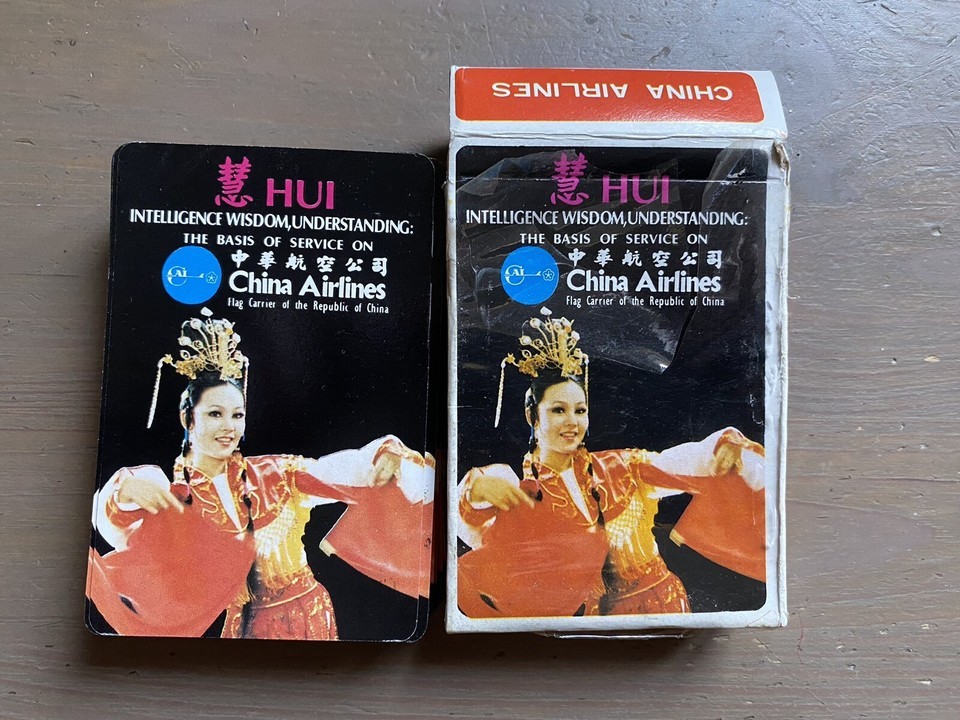 慧 HUI
INTELLIGENCE WISDOM,UNDERSTANDING:
THE BASIS OF SERVICE ON
中華航空公司
CAL
China Airlines
Flag Carrier of the Republic of China
CHINA AIRLINES
慧 HUI
INTELLIGENCE WISDOM,UNDERSTANDING:
THE BASIS OF SERVICE ON
中華航空公司
CAL
China Airlines
Flag Carrier of the Republic of China